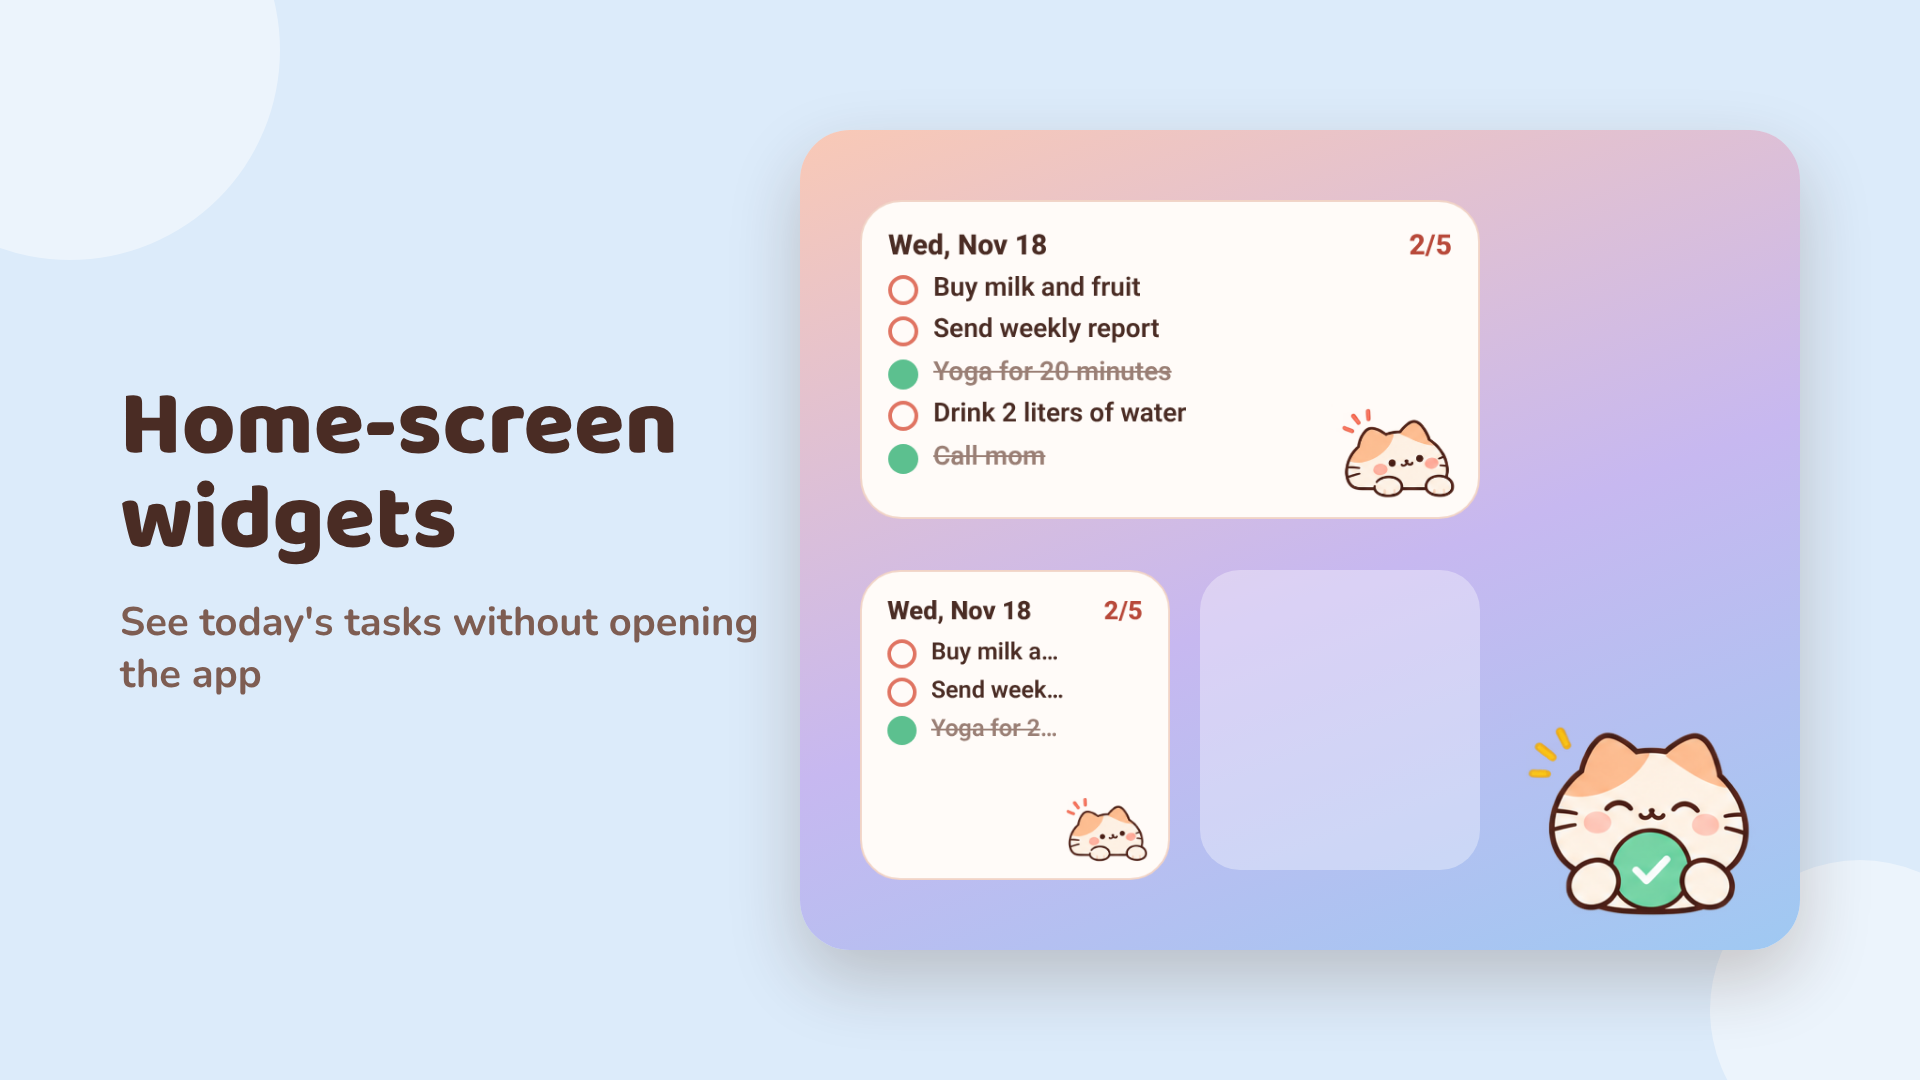 Home-screen
widgets
See today's tasks without opening
the app
Wed, Nov 18 2/5
Buy milk and fruit
Send weekly report
Yoga for 20 minutes
Drink 2 liters of water
Call mom
Wed, Nov 18 2/5
Buy milk a...
Send week...
Yoga for 2...